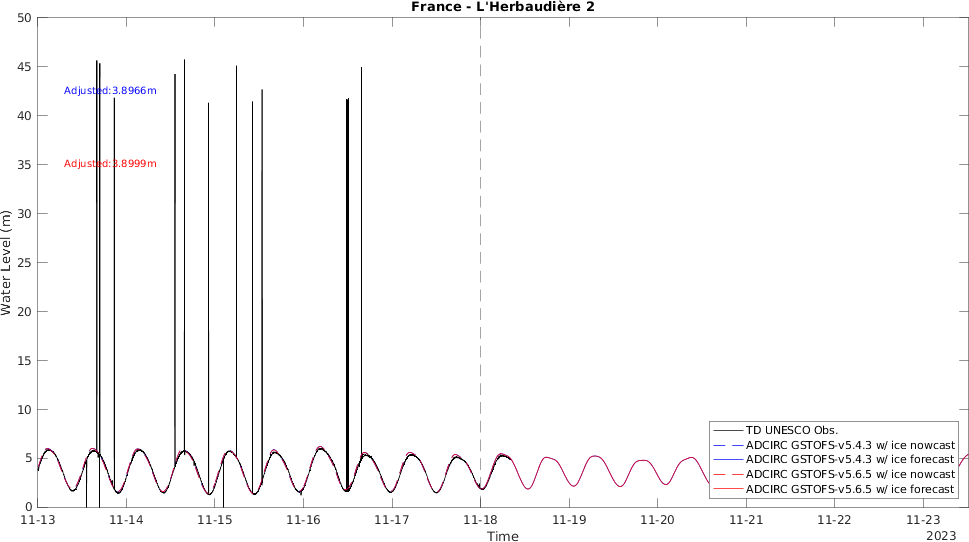 France - L'Herbaudière 2
50
45
40
35
30
25
20
15
10
5
0
Water Level (m)
Adjusted:3.8966m
Adjusted:3.8999m
TD UNESCO Obs.
ADCIRC GSTOFS-v5.4.3 w/ ice nowcast
ADCIRC GSTOFS-v5.4.3 w/ ice forecast
ADCIRC GSTOFS-v5.6.5 w/ ice nowcast
ADCIRC GSTOFS-v5.6.5 w/ ice forecast
11-13 11-14 11-15 11-16 11-17 11-18 11-19 11-20 11-21 11-22 11-23
Time
2023